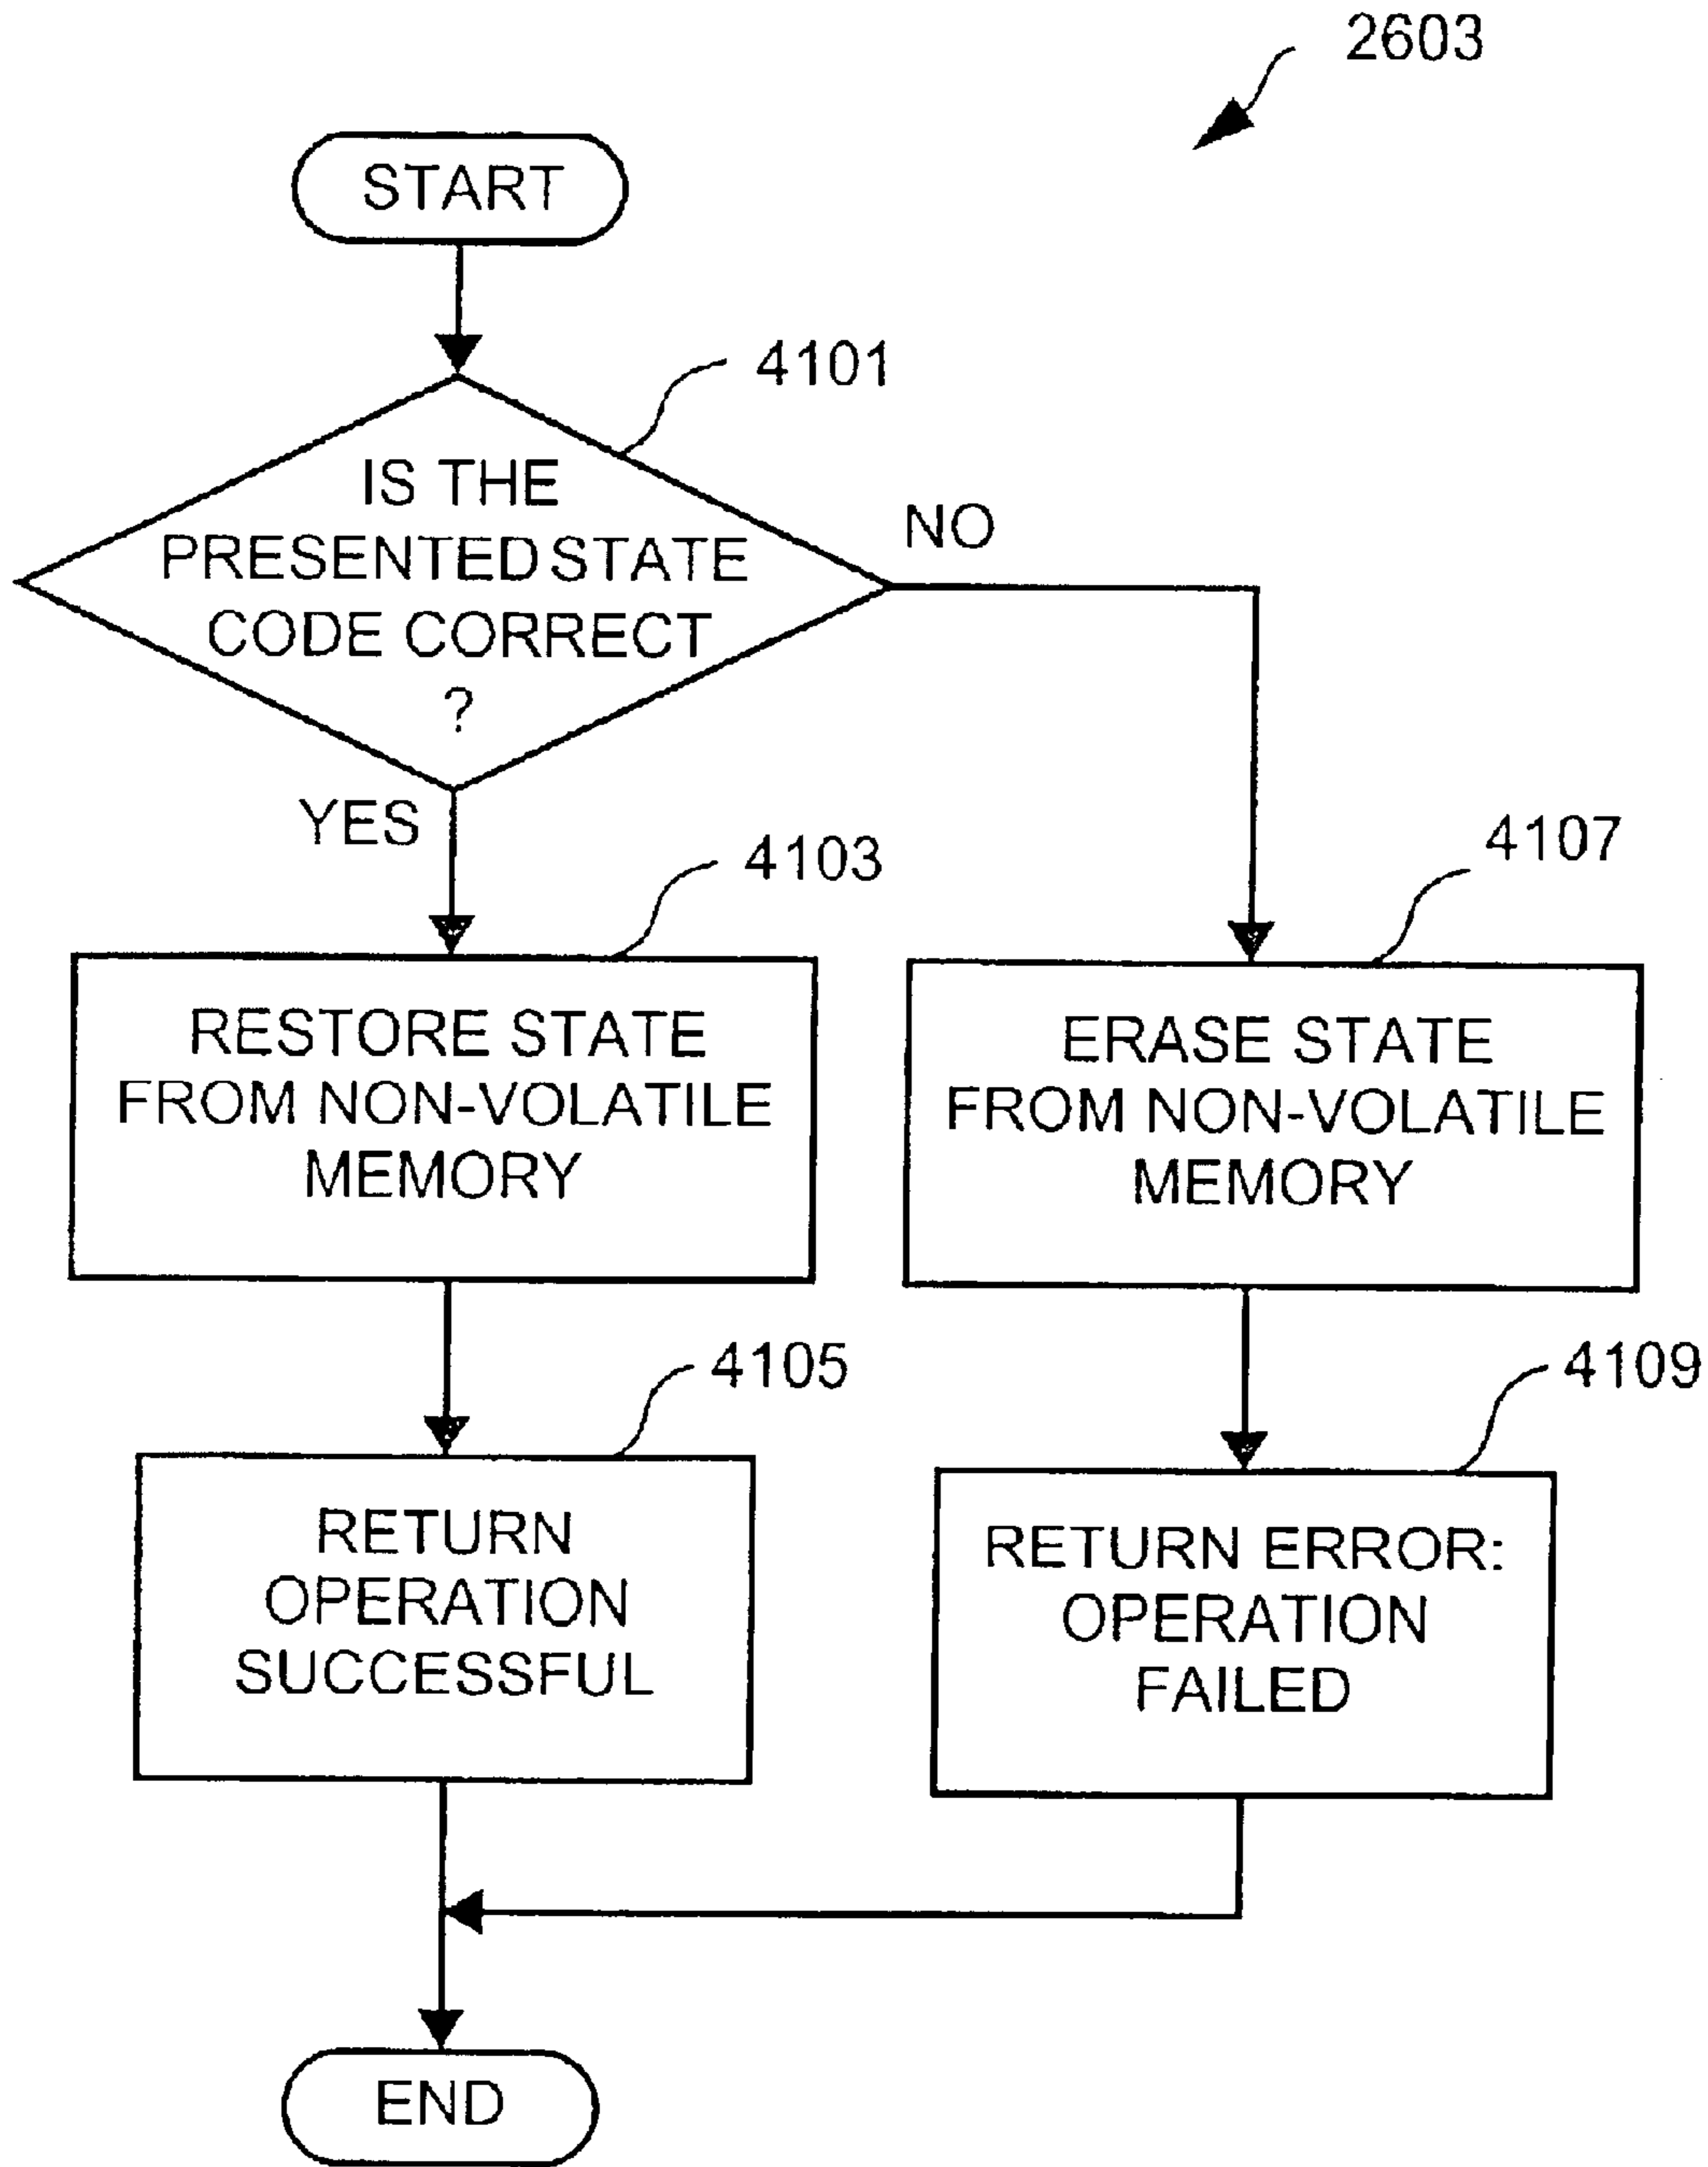 2603
START
4101
IS THE
PRESENTED STATE
CODE CORRECT
?
NO
YES
4103
RESTORE STATE
FROM NON-VOLATILE
MEMORY
4107
ERASE STATE
FROM NON-VOLATILE
MEMORY
4105
RETURN
OPERATION
SUCCESSFUL
4109
RETURN ERROR:
OPERATION
FAILED
END